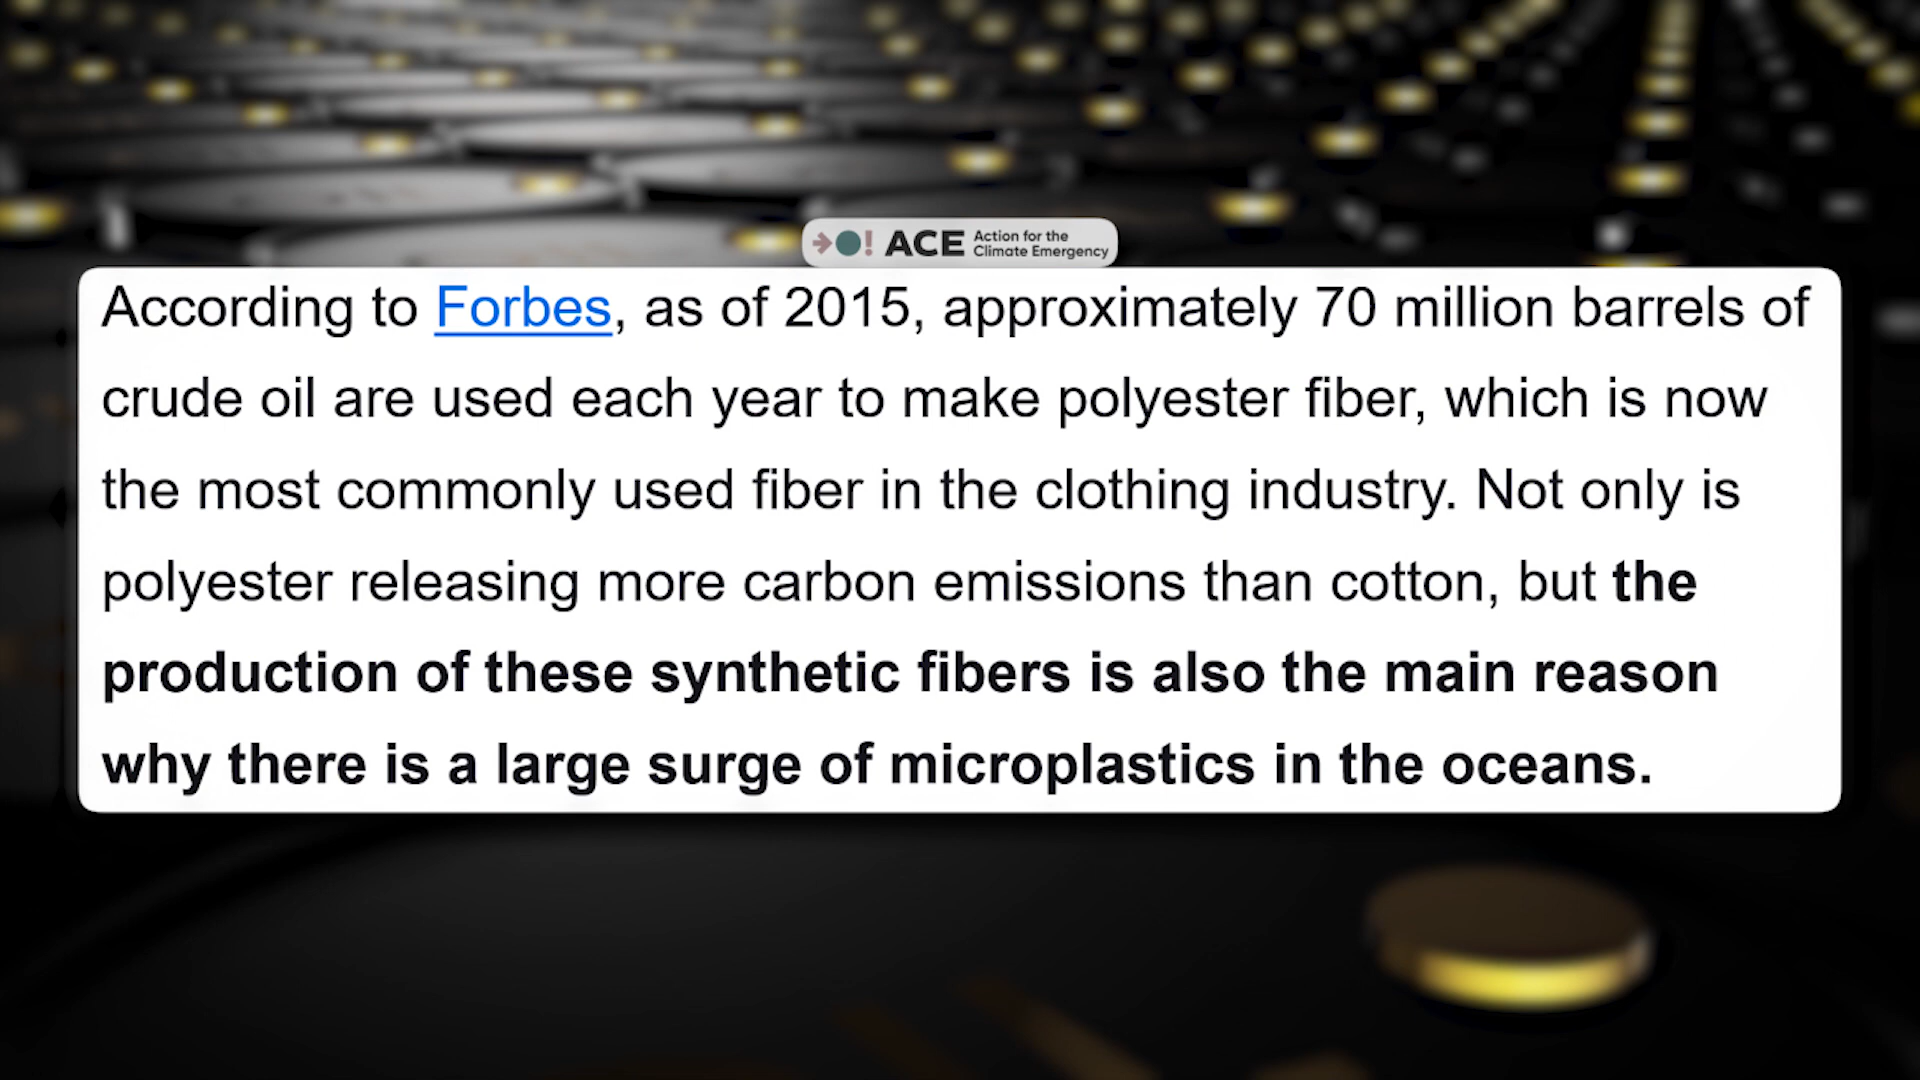 ACE Action for the
Climate Emergency
According to Forbes, as of 2015, approximately 70 million barrels of
crude oil are used each year to make polyester fiber, which is now
the most commonly used fiber in the clothing industry. Not only is
polyester releasing more carbon emissions than cotton, but the
production of these synthetic fibers is also the main reason
why there is a large surge of microplastics in the oceans.